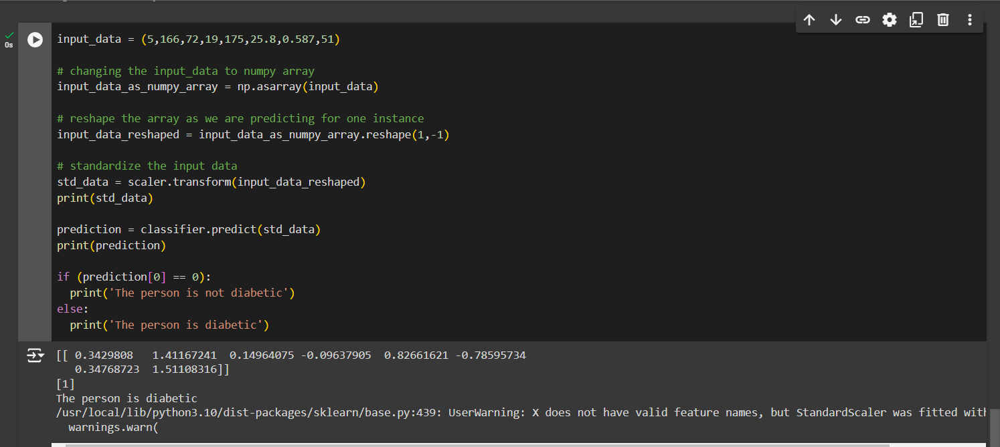 input_data = (5,166,72,19,175,25.8,0.587,51)
0s
# changing the input_data to numpy array
input_data_as_numpy_array = np.asarray(input_data)
# reshape the array as we are predicting for one instance
input_data_reshaped = input_data_as_numpy_array.reshape(1,-1)
# standardize the input data
std_data = scaler.transform(input_data_reshaped)
print(std_data)
prediction = classifier.predict(std_data)
print(prediction)
if (prediction[0] == 0):
  print('The person is not diabetic')
else:
  print('The person is diabetic')
[[ 0.3429808   1.41167241  0.14964075 -0.09637905  0.82661621 -0.78595734
   0.34768723  1.51108316]]
[1]
The person is diabetic
/usr/local/lib/python3.10/dist-packages/sklearn/base.py:439: UserWarning: X does not have valid feature names, but StandardScaler was fitted with
  warnings.warn(